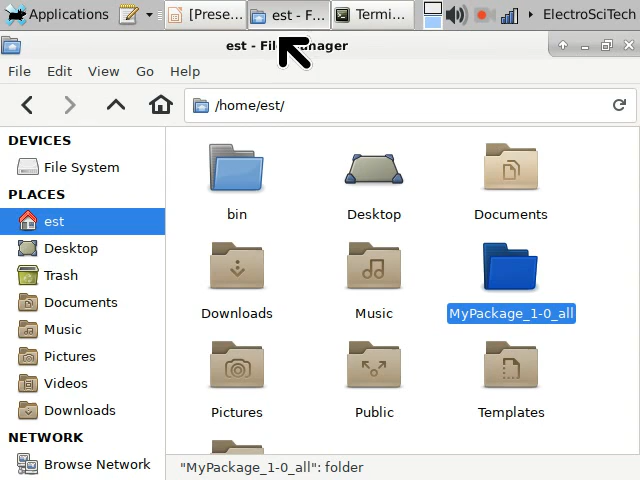 Applications
[Prese...
est - F...
Termi...
ElectroSciTech
est - File Manager
File Edit View Go Help
/home/est/
DEVICES
File System
PLACES
est
Desktop
Trash
Documents
Music
Pictures
Videos
Downloads
NETWORK
Browse Network
bin
Desktop
Documents
Downloads
Music
MyPackage_1-0_all
Pictures
Public
Templates
"MyPackage_1-0_all": folder